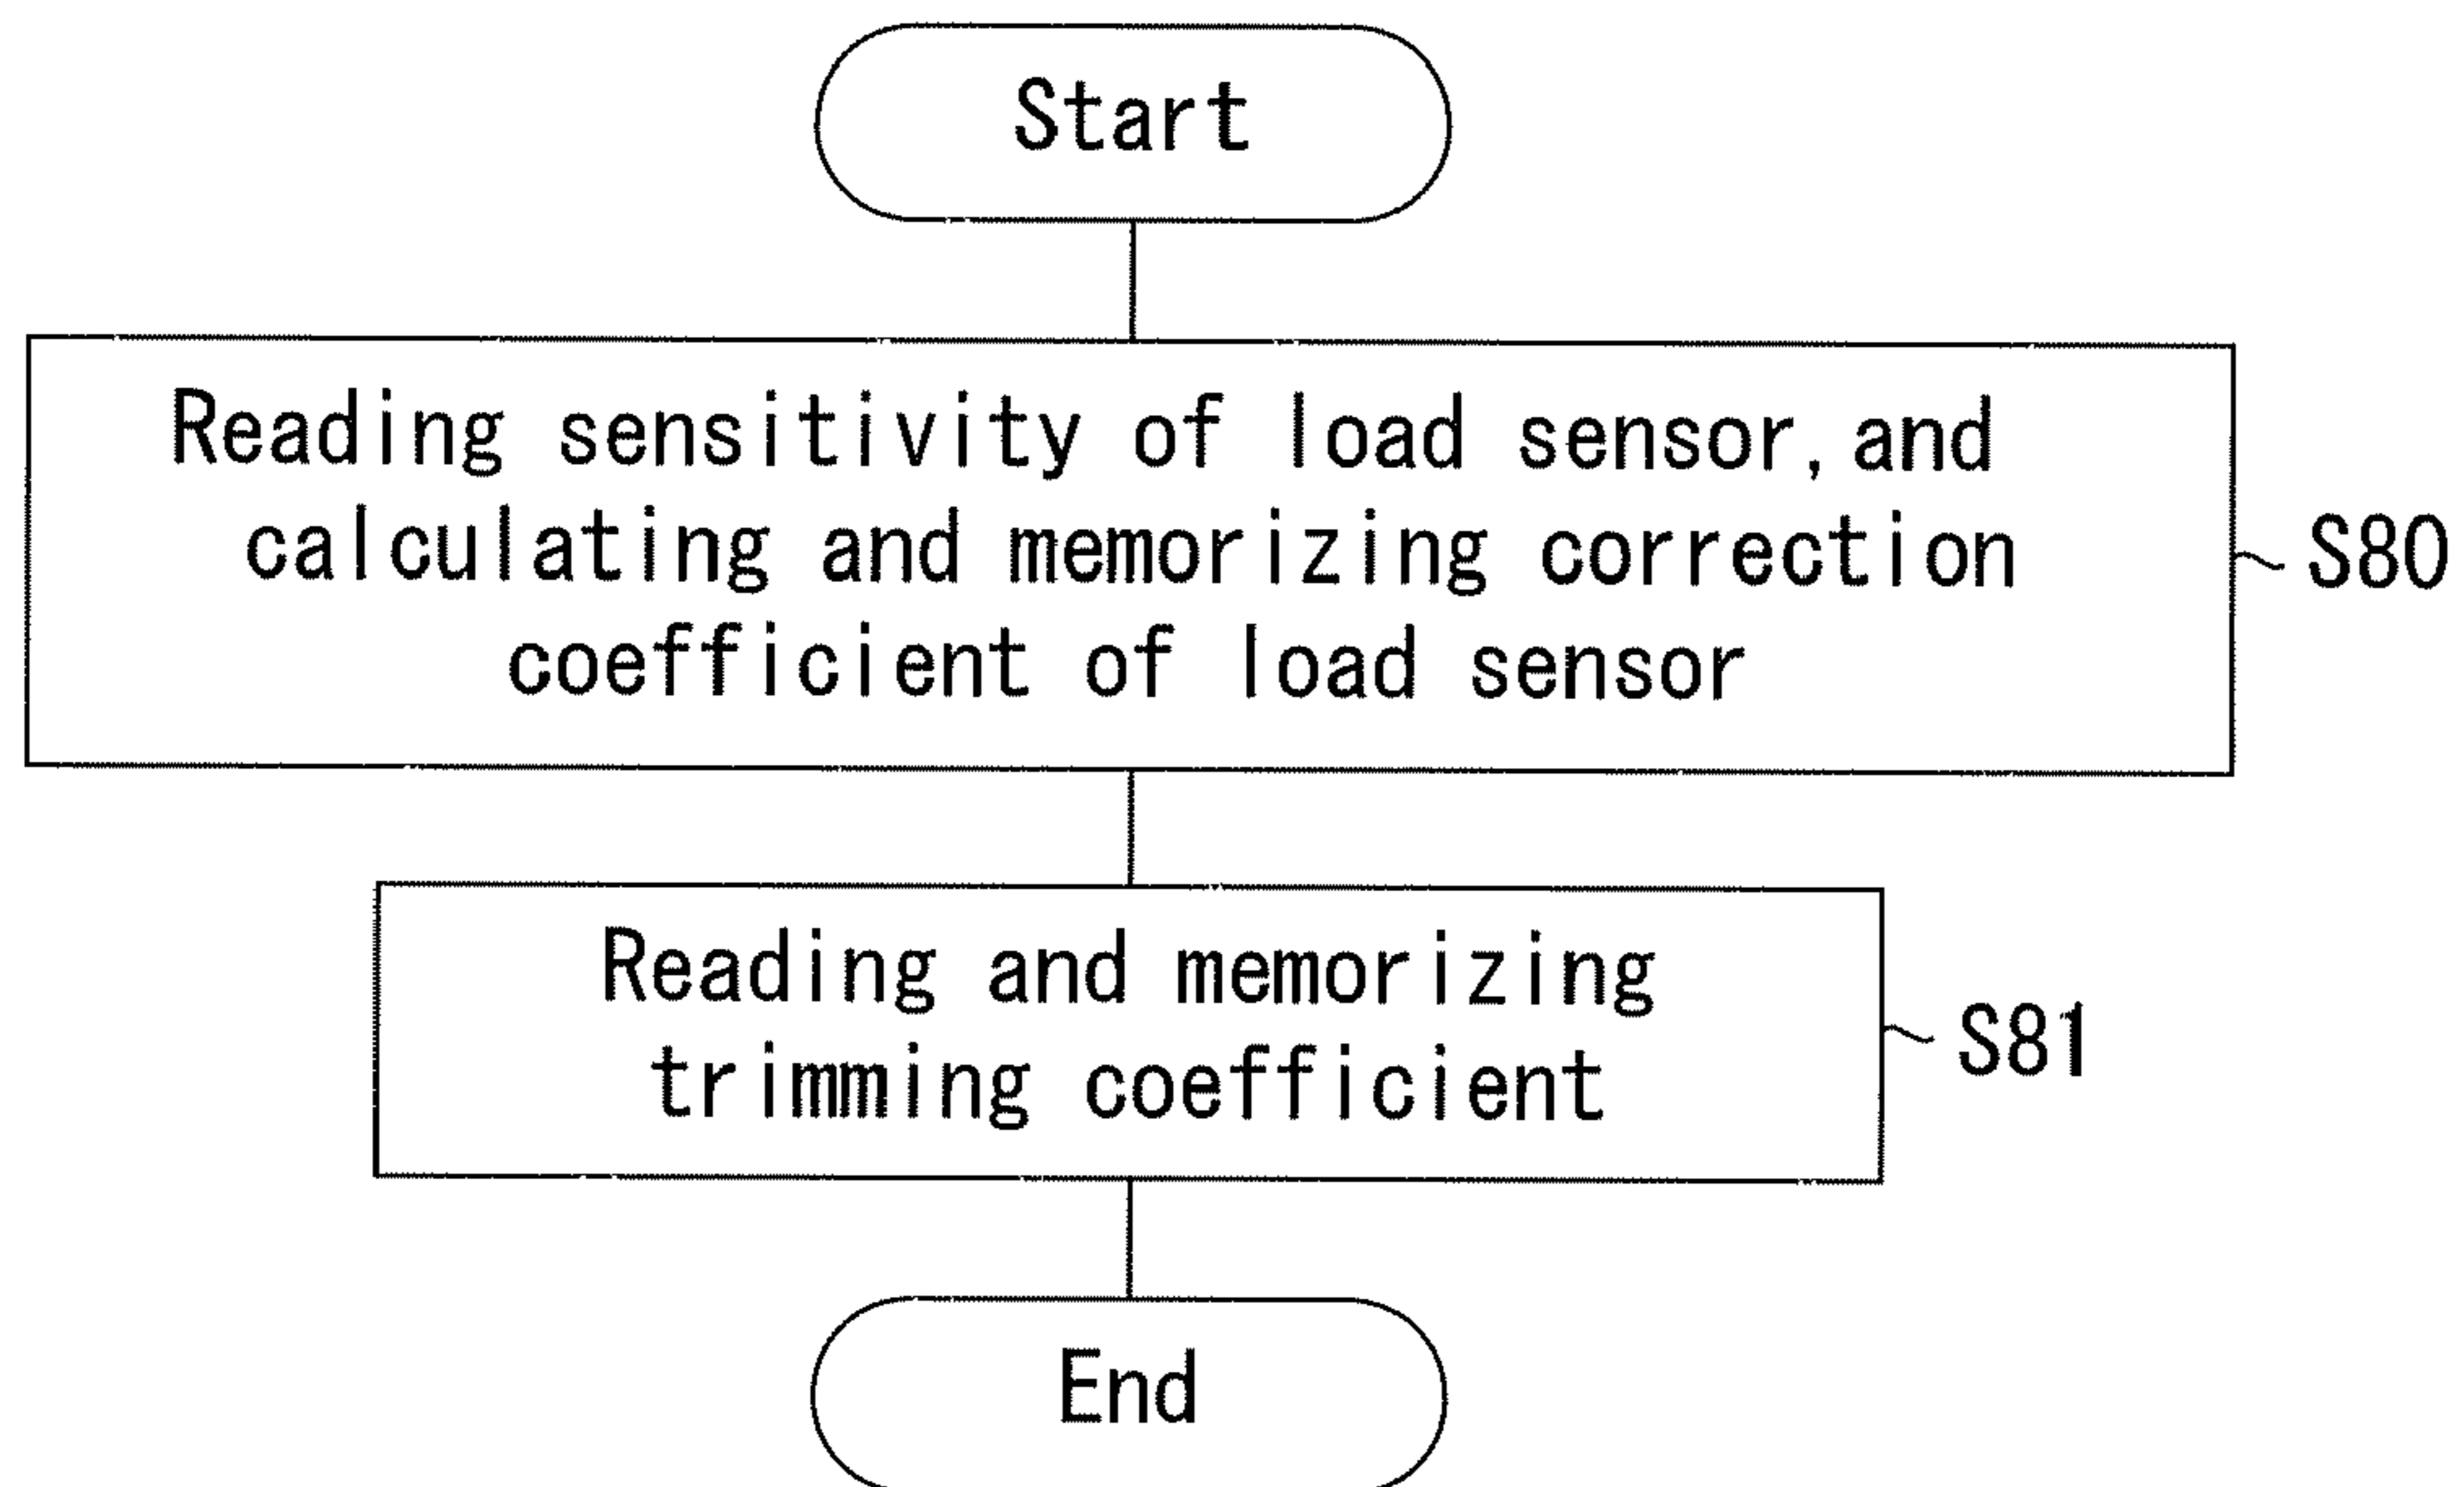 Start
Reading sensitivity of load sensor, and
calculating and memorizing correction
coefficient of load sensor
S80
Reading and memorizing
trimming coefficient
S81
End